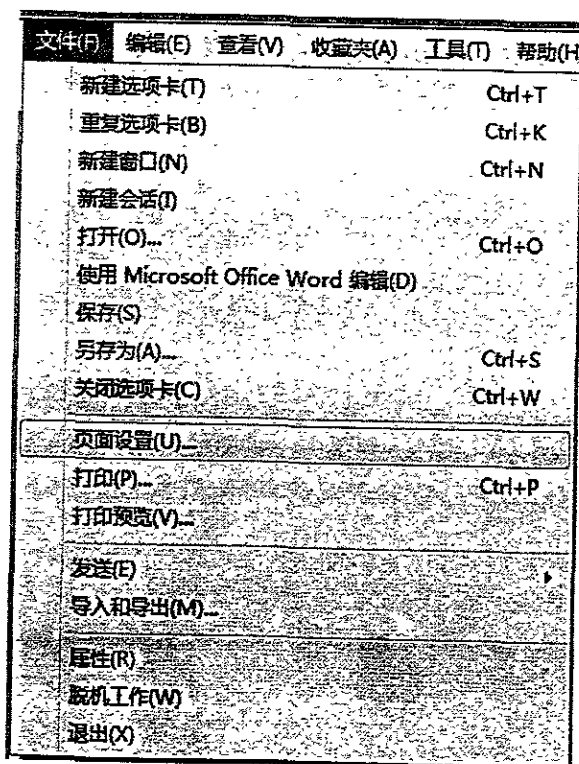 文件(F) 编辑(E) 查看(V) 收藏夹(A) 工具(T) 帮助(H
新建选项卡(T) Ctrl+T
重复选项卡(B) Ctrl+K
新建窗口(N) Ctrl+N
新建会话(I)
打开(O)... Ctrl+O
使用 Microsoft Office Word 编辑(D)
保存(S)
另存为(A)... Ctrl+S
关闭选项卡(C) Ctrl+W
页面设置(U)...
打印(P)... Ctrl+P
打印预览(V)...
发送(E)
导入和导出(M)...
属性(R)
脱机工作(W)
退出(X)